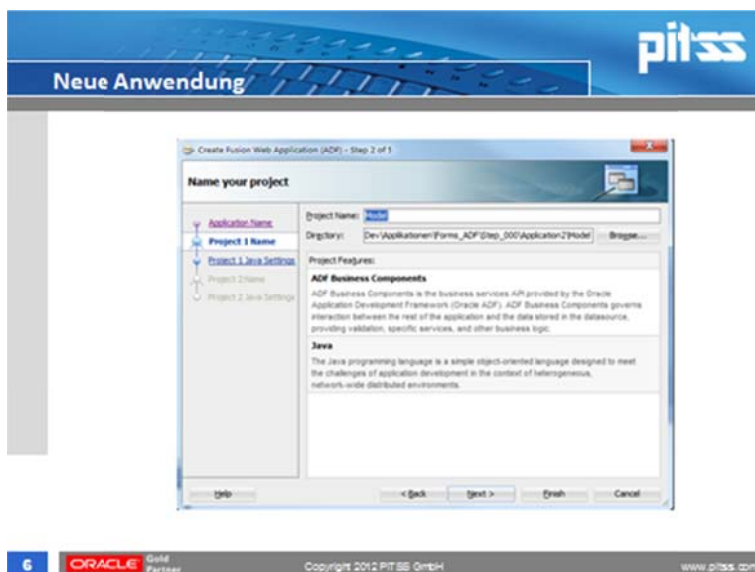 pitss
Neue Anwendung
Create Fusion Web Application (ADF) - Step 2 of 5
Name your project
Application Name
Project 1 Name
Project 1 Java Settings
Project 2 Name
Project 2 Java Settings
Project Name: Model
Directory: Dev\Applikationen\Forms_ADF\Step_000\Application2\Model Browse...
Project Features:
ADF Business Components
ADF Business Components is the business services API provided by the Oracle
Application Development Framework (Oracle ADF). ADF Business Components governs
interaction between the rest of the application and the data stored in the datasource,
providing validation, specific services, and other business logic.
Java
The Java programming language is a simple object-oriented language designed to meet
the challenges of application development in the context of heterogeneous,
network-wide distributed environments.
Help < Back Next > Finish Cancel
6 ORACLE Gold
Partner
Copyright 2012 PITSS GmbH
www.pitss.com